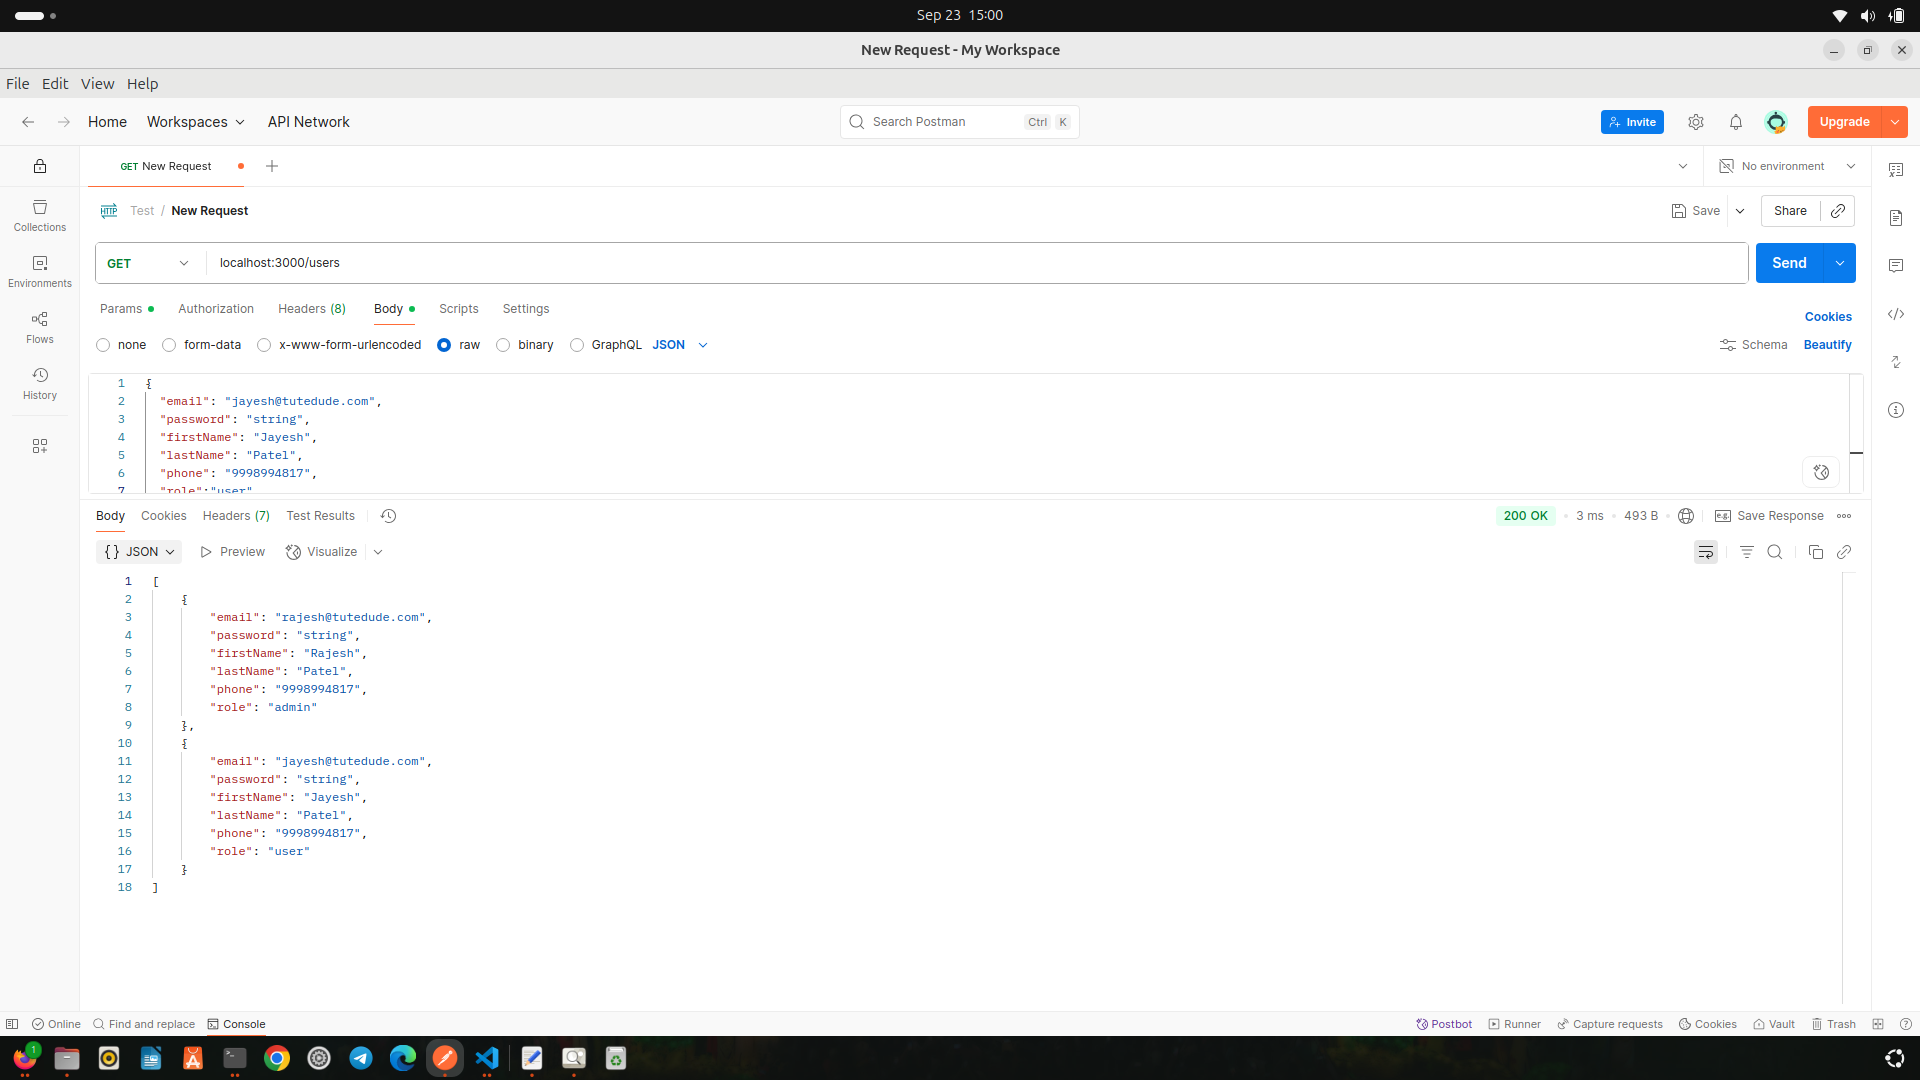 Sep 23 15:00
New Request - My Workspace
File Edit View Help
Home Workspaces API Network Search Postman Ctrl K Invite Upgrade
GET New Request No environment
HTTP Test / New Request Save Share
GET localhost:3000/users Send
Params Authorization Headers (8) Body Scripts Settings Cookies
none form-data x-www-form-urlencoded raw binary GraphQL JSON Schema Beautify
Collections
Environments
Flows
History
1 {
2 "email": "jayesh@tutedude.com",
3 "password": "string",
4 "firstName": "Jayesh",
5 "lastName": "Patel",
6 "phone": "9998994817",
7 "role":"user"
Body Cookies Headers (7) Test Results 200 OK 3 ms 493 B e.g. Save Response
{} JSON Preview Visualize
1 [
2 {
3 "email": "rajesh@tutedude.com",
4 "password": "string",
5 "firstName": "Rajesh",
6 "lastName": "Patel",
7 "phone": "9998994817",
8 "role": "admin"
9 },
10 {
11 "email": "jayesh@tutedude.com",
12 "password": "string",
13 "firstName": "Jayesh",
14 "lastName": "Patel",
15 "phone": "9998994817",
16 "role": "user"
17 }
18 ]
Online Find and replace Console Postbot Runner Capture requests Cookies Vault Trash
1